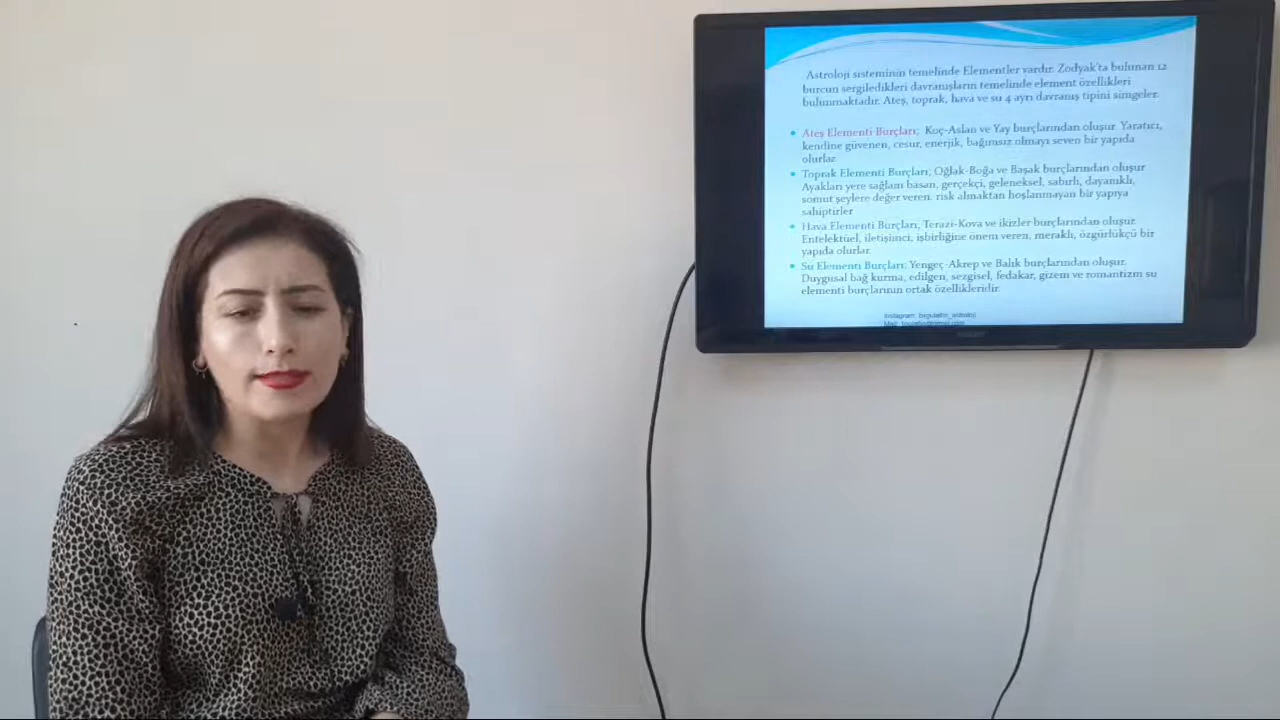 Astroloji sisteminin temelinde Elementler vardır. Zodyak'ta bulunan 12
burcun sergiledikleri davranışların temelinde element özellikleri
bulunmaktadır. Ateş, toprak, hava ve su 4 ayrı davranış tipini simgeler.
Ateş Elementi Burçları; Koç-Aslan ve Yay burçlarından oluşur. Yaratıcı,
kendine güvenen, cesur, enerjik, bağımsız olmayı seven bir yapıda
olurlar.
Toprak Elementi Burçları; Oğlak-Boğa ve Başak burçlarından oluşur.
Ayakları yere sağlam basan, gerçekçi, geleneksel, sabırlı, dayanıklı,
somut şeylere değer veren, risk almaktan hoşlanmayan bir yapıya
sahiptirler.
Hava Elementi Burçları; Terazi-Kova ve ikizler burçlarından oluşur.
Entelektüel, iletişimci, işbirliğine önem veren, meraklı, özgürlükçü bir
yapıda olurlar.
Su Elementi Burçları; Yengeç-Akrep ve Balık burçlarından oluşur.
Duygusal bağ kurma, edilgen, sezgisel, fedakar, gizem ve romantizm su
elementi burçlarının ortak özellikleridir.
Instagram:
Mail: